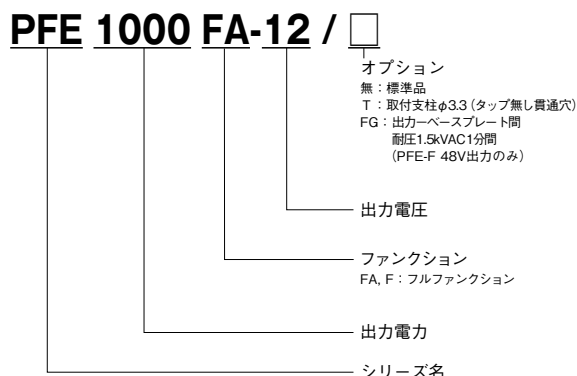 PFE 1000 FA-12 / □
オプション
無：標準品
T：取付支柱φ3.3（タップ無し貫通穴）
FG：出力ーベースプレート間
耐圧1.5kVAC1分間
（PFE-F 48V出力のみ）
出力電圧
ファンクション
FA, F：フルファンクション
出力電力
シリーズ名